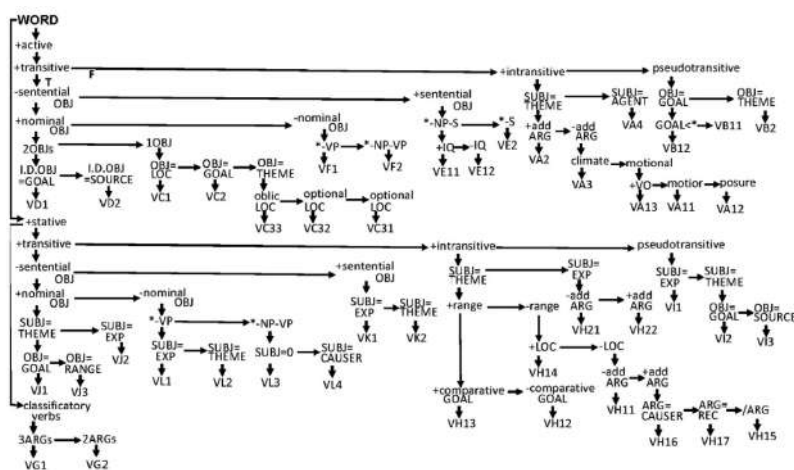 WORD
+active
+transitive F +intransitive pseudotransitive
T
-sentential OBJ +sentential OBJ SUBJ= THEME SUBJ= AGENT OBJ= GOAL OBJ= THEME
+nominal OBJ -nominal OBJ *-NP-S *-S +add ARG -add ARG VA4 GOAL<* VB11 VB2
2OBJs 1OBJ *-VP *-NP-VP +IQ -IQ VE2 VA2 VB12
I.D.OBJ =GOAL I.D.OBJ =SOURCE OBJ= LOC OBJ= GOAL OBJ= THEME VF1 VF2 VE11 VE12 climate motional
VD1 VD2 VC1 VC2 VA3 +VO motior posure
oblic LOC optional LOC optional LOC VA13 VA11 VA12
VC33 VC32 VC31
+stative
+transitive +intransitive pseudotransitive
-sentential OBJ +sentential OBJ SUBJ= THEME SUBJ= EXP SUBJ= EXP SUBJ= THEME
+nominal OBJ -nominal OBJ SUBJ= EXP SUBJ= THEME +range -range -add ARG +add ARG VI1
SUBJ= THEME SUBJ= EXP *-VP *-NP-VP VK1 VK2 VH21 VH22 OBJ= GOAL OBJ= SOURCE
OBJ= GOAL OBJ= RANGE VJ2 SUBJ= EXP SUBJ= THEME SUBJ=0 SUBJ= CAUSER +LOC -LOC VI2 VI3
VJ1 VJ3 VL1 VL2 VL3 VL4 VH14
classificatory verbs +comparative GOAL -comparative GOAL -add ARG +add ARG
3ARGs 2ARGs VH13 VH12 VH11 ARG= CAUSER ARG= REC /ARG
VG1 VG2 VH16 VH17 VH15